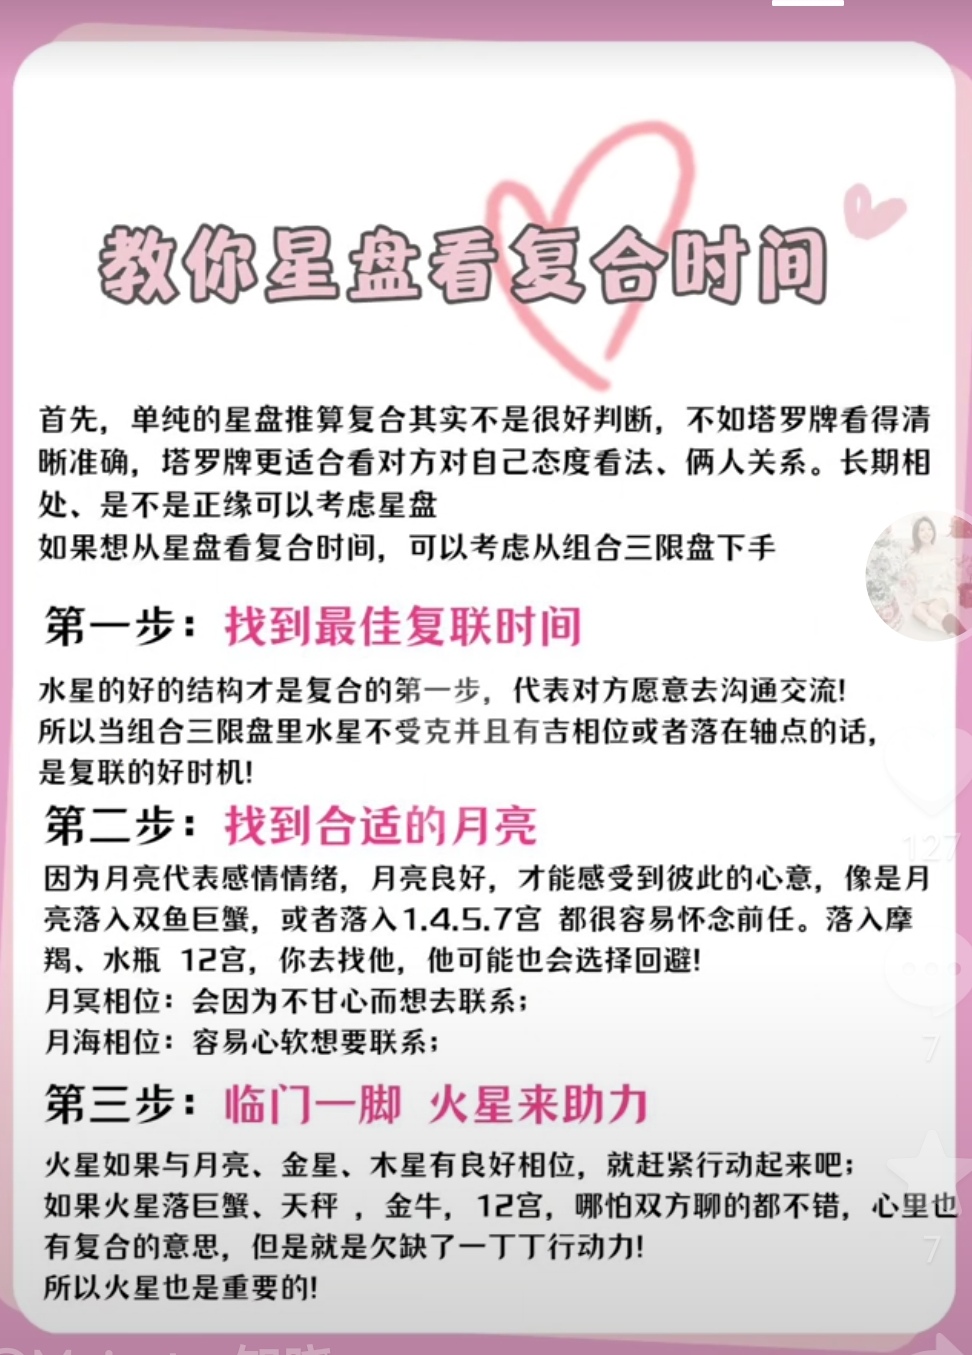 教你星盘看复合时间
首先，单纯的星盘推算复合其实不是很好判断，不如塔罗牌看得清
晰准确，塔罗牌更适合看对方对自己态度看法、俩人关系。长期相
处、是不是正缘可以考虑星盘
如果想从星盘看复合时间，可以考虑从组合三限盘下手
第一步：找到最佳复联时间
水星的好的结构才是复合的第一步，代表对方愿意去沟通交流!
所以当组合三限盘里水星不受克并且有吉相位或者落在轴点的话，
是复联的好时机!
第二步：找到合适的月亮
因为月亮代表感情情绪，月亮良好，才能感受到彼此的心意，像是月
亮落入双鱼巨蟹，或者落入1.4.5.7宫 都很容易怀念前任。落入摩
羯、水瓶 12宫，你去找他，他可能也会选择回避!
月冥相位：会因为不甘心而想去联系；
月海相位：容易心软想要联系；
第三步：临门一脚 火星来助力
火星如果与月亮、金星、木星有良好相位，就赶紧行动起来吧；
如果火星落巨蟹、天秤 ，金牛，12宫，哪怕双方聊的都不错，心里也
有复合的意思，但是就是欠缺了一丁丁行动力!
所以火星也是重要的!
127
7
7